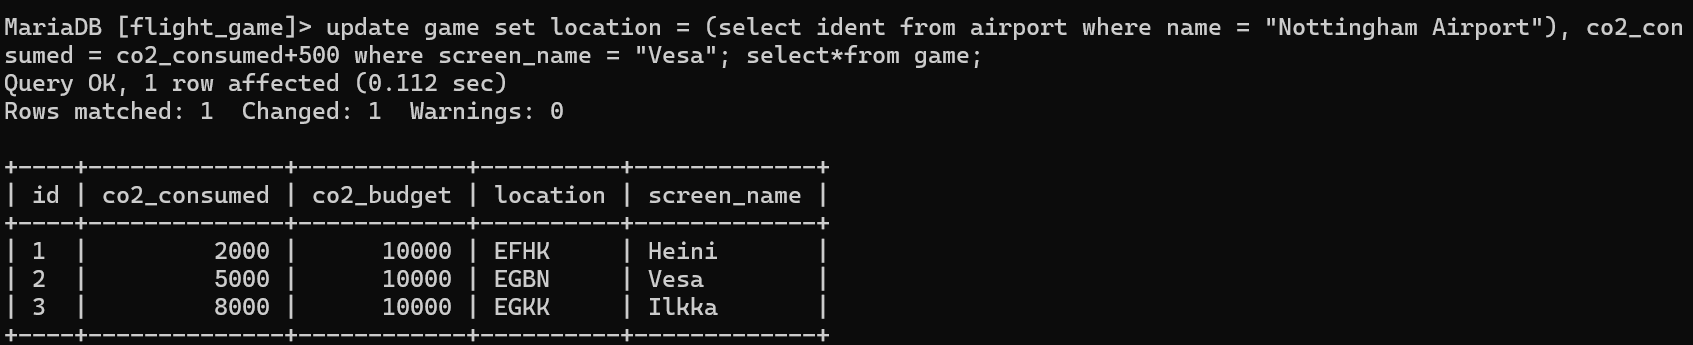 MariaDB [flight_game]> update game set location = (select ident from airport where name = "Nottingham Airport"), co2_con
sumed = co2_consumed+500 where screen_name = "Vesa"; select*from game;
Query OK, 1 row affected (0.112 sec)
Rows matched: 1  Changed: 1  Warnings: 0

+----+--------------+------------+----------+-------------+
| id | co2_consumed | co2_budget | location | screen_name |
+----+--------------+------------+----------+-------------+
| 1  |         2000 |      10000 | EFHK     | Heini       |
| 2  |         5000 |      10000 | EGBN     | Vesa        |
| 3  |         8000 |      10000 | EGKK     | Ilkka       |
+----+--------------+------------+----------+-------------+